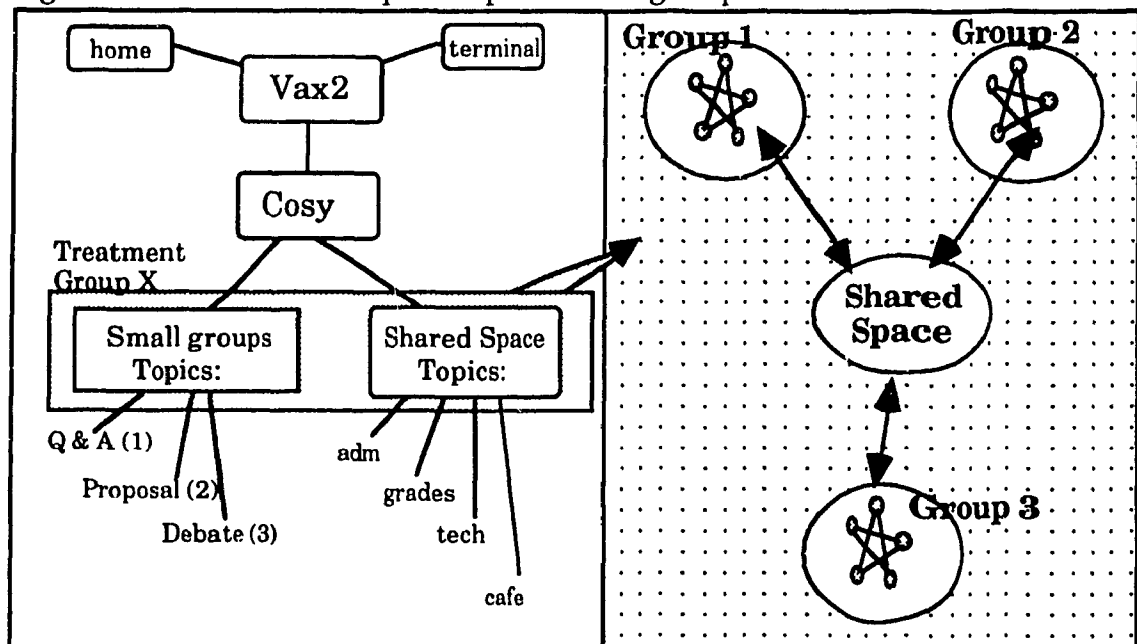 home
terminal
Vax2
Cosy
Treatment
Group X
Small groups
Topics:
Shared Space
Topics:
Q & A (1)
Proposal (2)
Debate (3)
adm
grades
tech
cafe
Group 1
Group 2
Shared
Space
Group 3